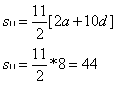 s₁₁ = 11/2 [2a + 10d]
s₁₁ = 11/2 * 8 = 44